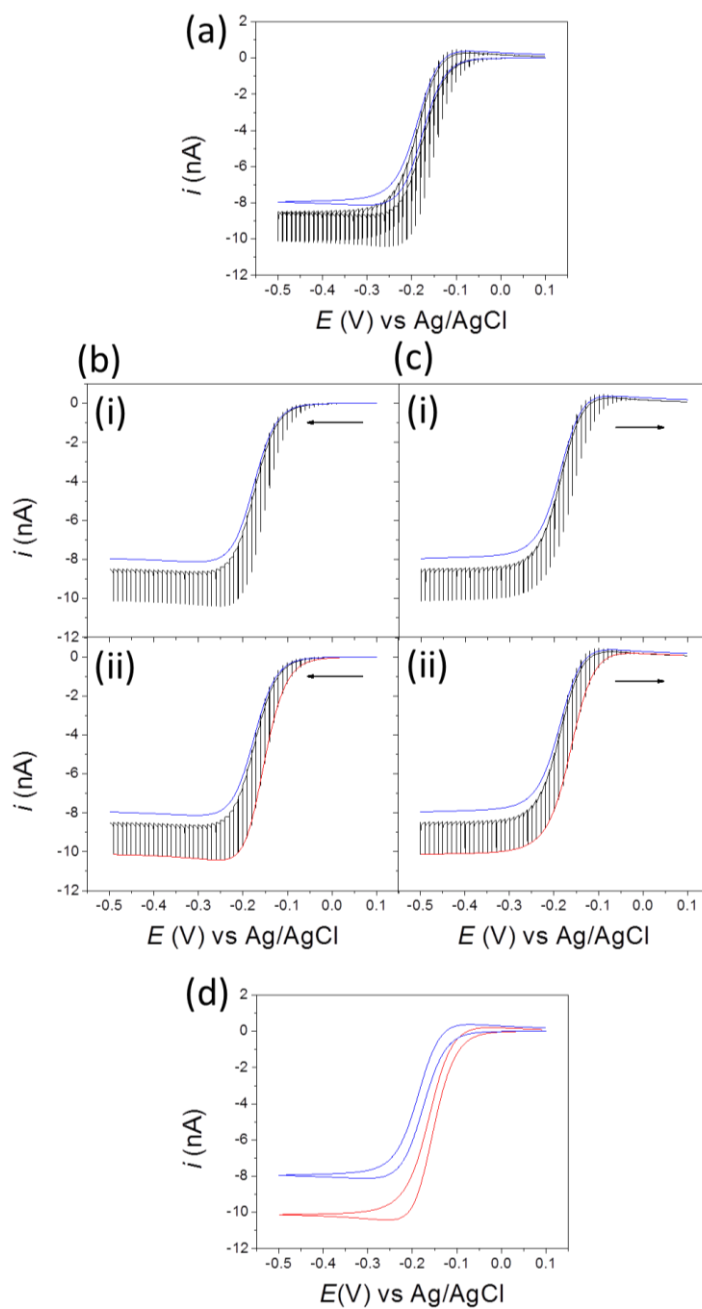 (a)
2
0
-2
-4
-6
-8
-10
-12
i (nA)
-0.5 -0.4 -0.3 -0.2 -0.1 0.0 0.1
E (V) vs Ag/AgCl
(b) (c)
(i) (i)
0
-2
-4
-6
-8
-10
-12
i (nA)
(ii) (ii)
0
-2
-4
-6
-8
-10
-12
i (nA)
-0.5 -0.4 -0.3 -0.2 -0.1 0.0 0.1 -0.5 -0.4 -0.3 -0.2 -0.1 0.0 0.1
E (V) vs Ag/AgCl E (V) vs Ag/AgCl
(d)
2
0
-2
-4
-6
-8
-10
-12
i (nA)
-0.5 -0.4 -0.3 -0.2 -0.1 0.0 0.1
E(V) vs Ag/AgCl